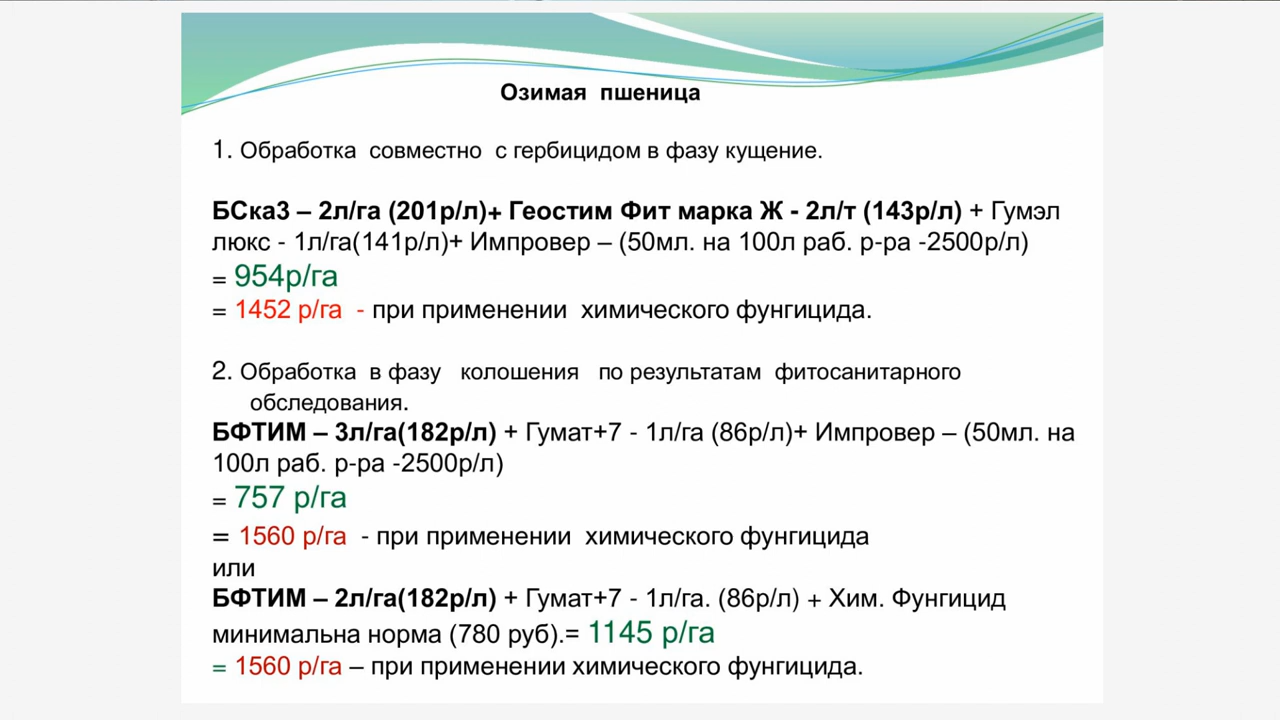 Озимая пшеница
1. Обработка совместно с гербицидом в фазу кущение.
БСка3 – 2л/га (201р/л)+ Геостим Фит марка Ж - 2л/т (143р/л) + Гумэл
люкс - 1л/га(141р/л)+ Импровер – (50мл. на 100л раб. р-ра -2500р/л)
= 954р/га
= 1452 р/га - при применении химического фунгицида.
2. Обработка в фазу колошения по результатам фитосанитарного
обследования.
БФТИМ – 3л/га(182р/л) + Гумат+7 - 1л/га (86р/л)+ Импровер – (50мл. на
100л раб. р-ра -2500р/л)
= 757 р/га
= 1560 р/га - при применении химического фунгицида
или
БФТИМ – 2л/га(182р/л) + Гумат+7 - 1л/га. (86р/л) + Хим. Фунгицид
минимальна норма (780 руб).= 1145 р/га
= 1560 р/га – при применении химического фунгицида.